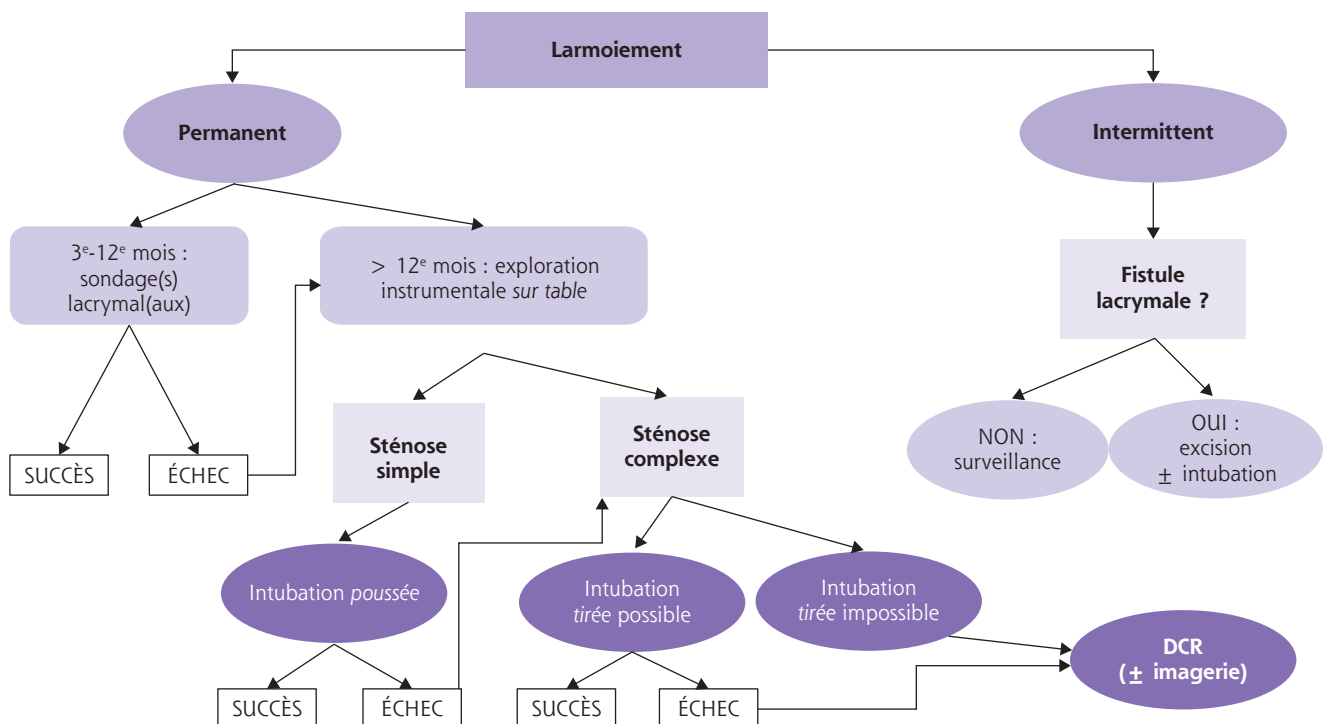 Larmoiement
Permanent
Intermittent
3e-12e mois :
sondage(s)
lacrymal(aux)
> 12e mois : exploration
instrumentale sur table
Fistule
lacrymale ?
SUCCÈS
ÉCHEC
Sténose
simple
Sténose
complexe
NON :
surveillance
OUI :
excision
± intubation
Intubation poussée
Intubation
tirée possible
Intubation
tirée impossible
DCR
(± imagerie)
SUCCÈS
ÉCHEC
SUCCÈS
ÉCHEC